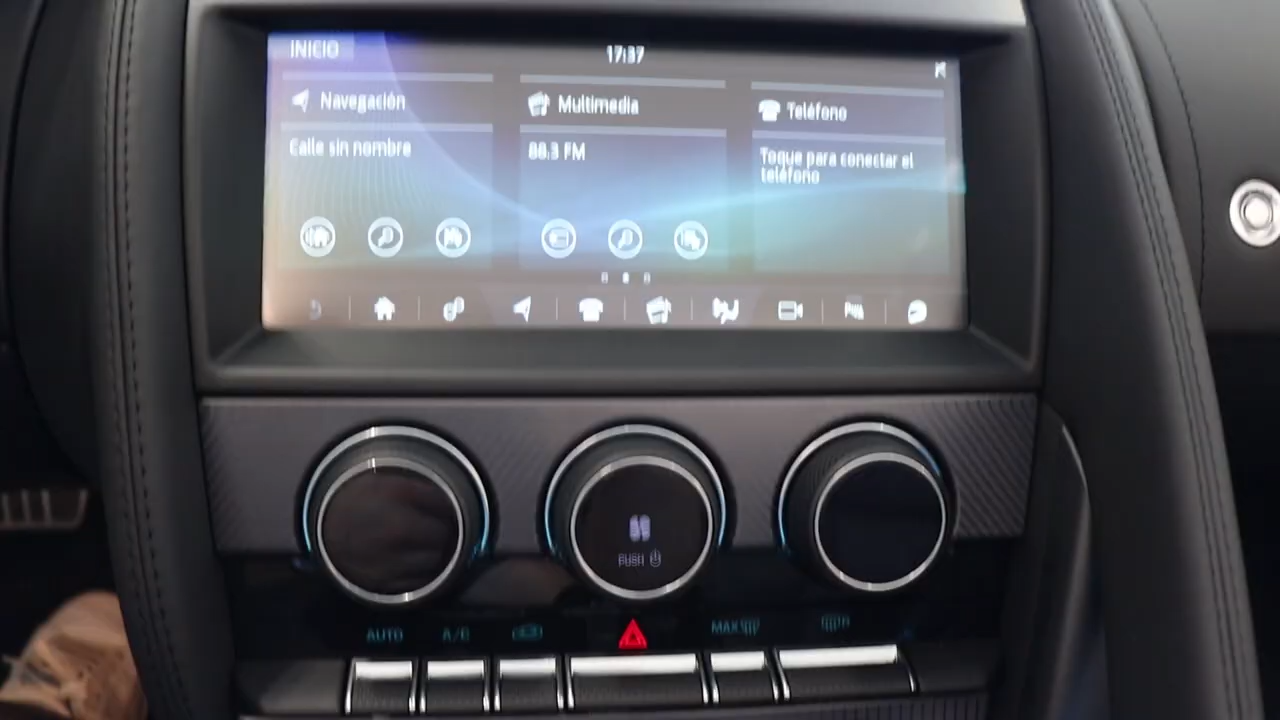 INICIO
17:37
Navegación
Multimedia
Teléfono
Calle sin nombre
88.3 FM
Toque para conectar el
teléfono
PUSH
AUTO
A/C
MAX